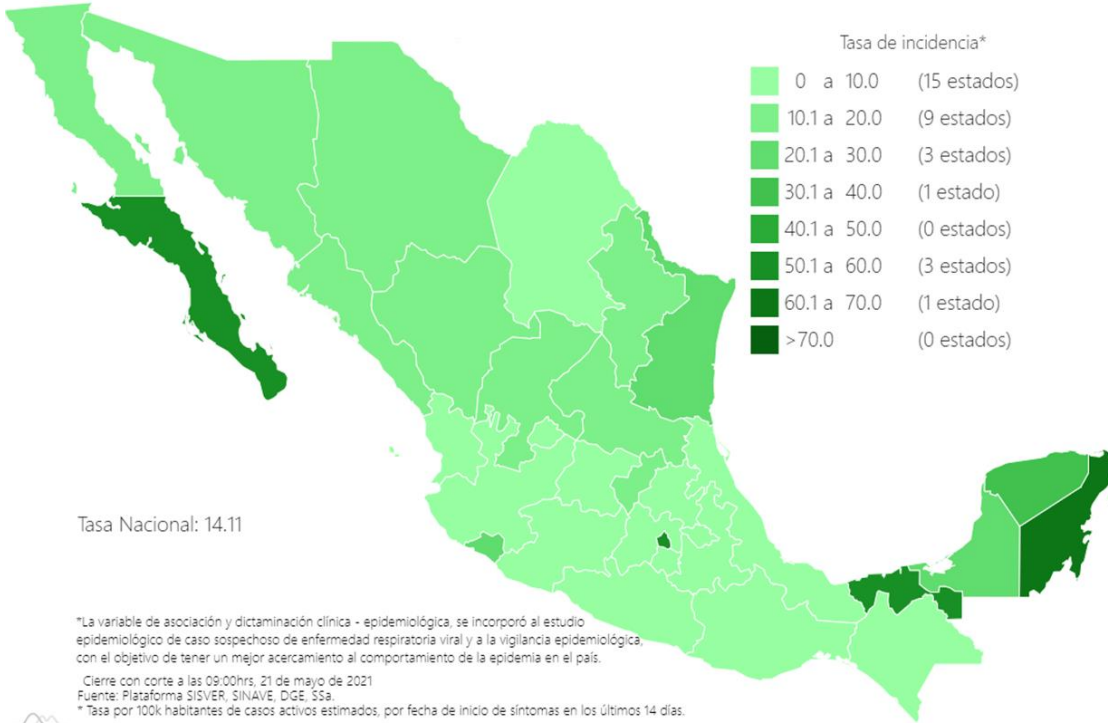 Tasa de incidencia*
0 a 10.0 (15 estados)
10.1 a 20.0 (9 estados)
20.1 a 30.0 (3 estados)
30.1 a 40.0 (1 estado)
40.1 a 50.0 (0 estados)
50.1 a 60.0 (3 estados)
60.1 a 70.0 (1 estado)
>70.0 (0 estados)
Tasa Nacional: 14.11
*La variable de asociación y dictaminación clínica - epidemiológica, se incorporó al estudio
epidemiológico de caso sospechoso de enfermedad respiratoria viral y a la vigilancia epidemiológica,
con el objetivo de tener un mejor acercamiento al comportamiento de la epidemia en el país.
Cierre con corte a las 09:00hrs, 21 de mayo de 2021
Fuente: Plataforma SISVER, SINAVE, DGE, SSa.
* Tasa por 100k habitantes de casos activos estimados, por fecha de inicio de síntomas en los últimos 14 días.